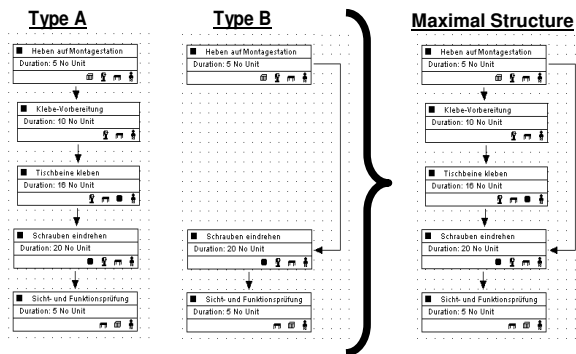 Type A
Heben auf Montagestation
Duration: 5 No Unit
Klebe-Vorbereitung
Duration: 10 No Unit
Tischbeine kleben
Duration: 16 No Unit
Schrauben eindrehen
Duration: 20 No Unit
Sicht- und Funktionsprüfung
Duration: 5 No Unit
Type B
Heben auf Montagestation
Duration: 5 No Unit
Schrauben eindrehen
Duration: 20 No Unit
Sicht- und Funktionsprüfung
Duration: 5 No Unit
Maximal Structure
Heben auf Montagestation
Duration: 5 No Unit
Klebe-Vorbereitung
Duration: 10 No Unit
Tischbeine kleben
Duration: 16 No Unit
Schrauben eindrehen
Duration: 20 No Unit
Sicht- und Funktionsprüfung
Duration: 5 No Unit